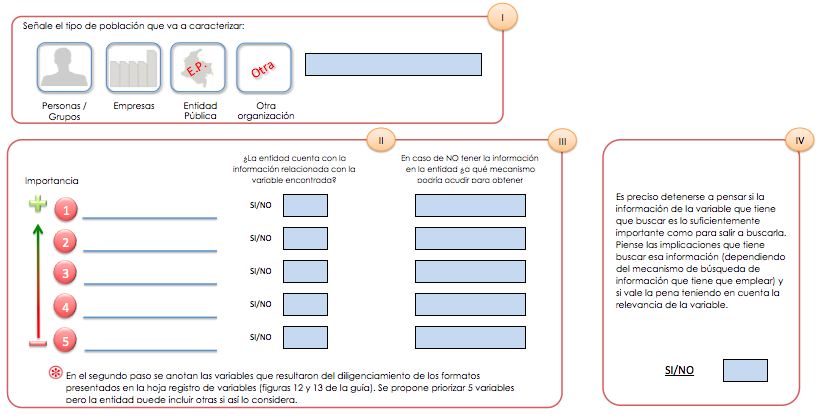 I
Señale el tipo de población que va a caracterizar:
E.P.
Otra
Personas /
Grupos
Empresas
Entidad
Pública
Otra
organización
II
III
IV
¿La entidad cuenta con la
información relacionada con la
variable encontrada?
En caso de NO tener la información
en la entidad ¿a qué mecanismo
podría acudir para obtener
Importancia
1
SI/NO
2
SI/NO
3
SI/NO
4
SI/NO
5
SI/NO
En el segundo paso se anotan las variables que resultaron del diligenciamiento de los formatos
presentados en la hoja registro de variables (figuras 12 y 13 de la guía). Se propone priorizar 5 variables
pero la entidad puede incluir otras si así lo considera.
Es preciso detenerse a pensar si la
información de la variable que tiene
que buscar es lo suficientemente
importante como para salir a buscarla.
Piense las implicaciones que tiene
buscar esa información (dependiendo
del mecanismo de búsqueda de
información que tiene que emplear) y
si vale la pena teniendo en cuenta la
relevancia de la variable.
SI/NO